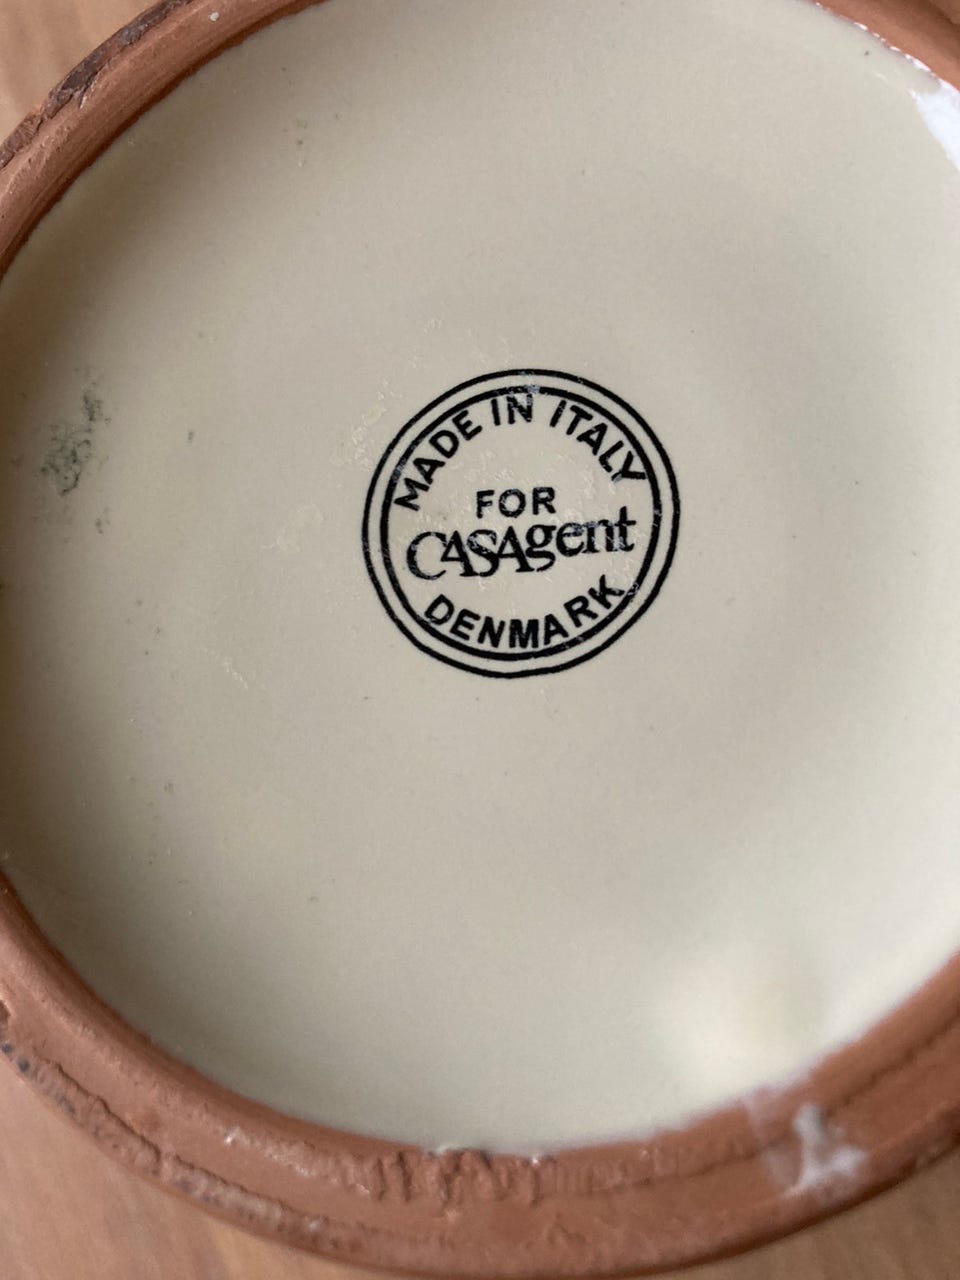 MADE IN ITALY
FOR
CASAgent
DENMARK